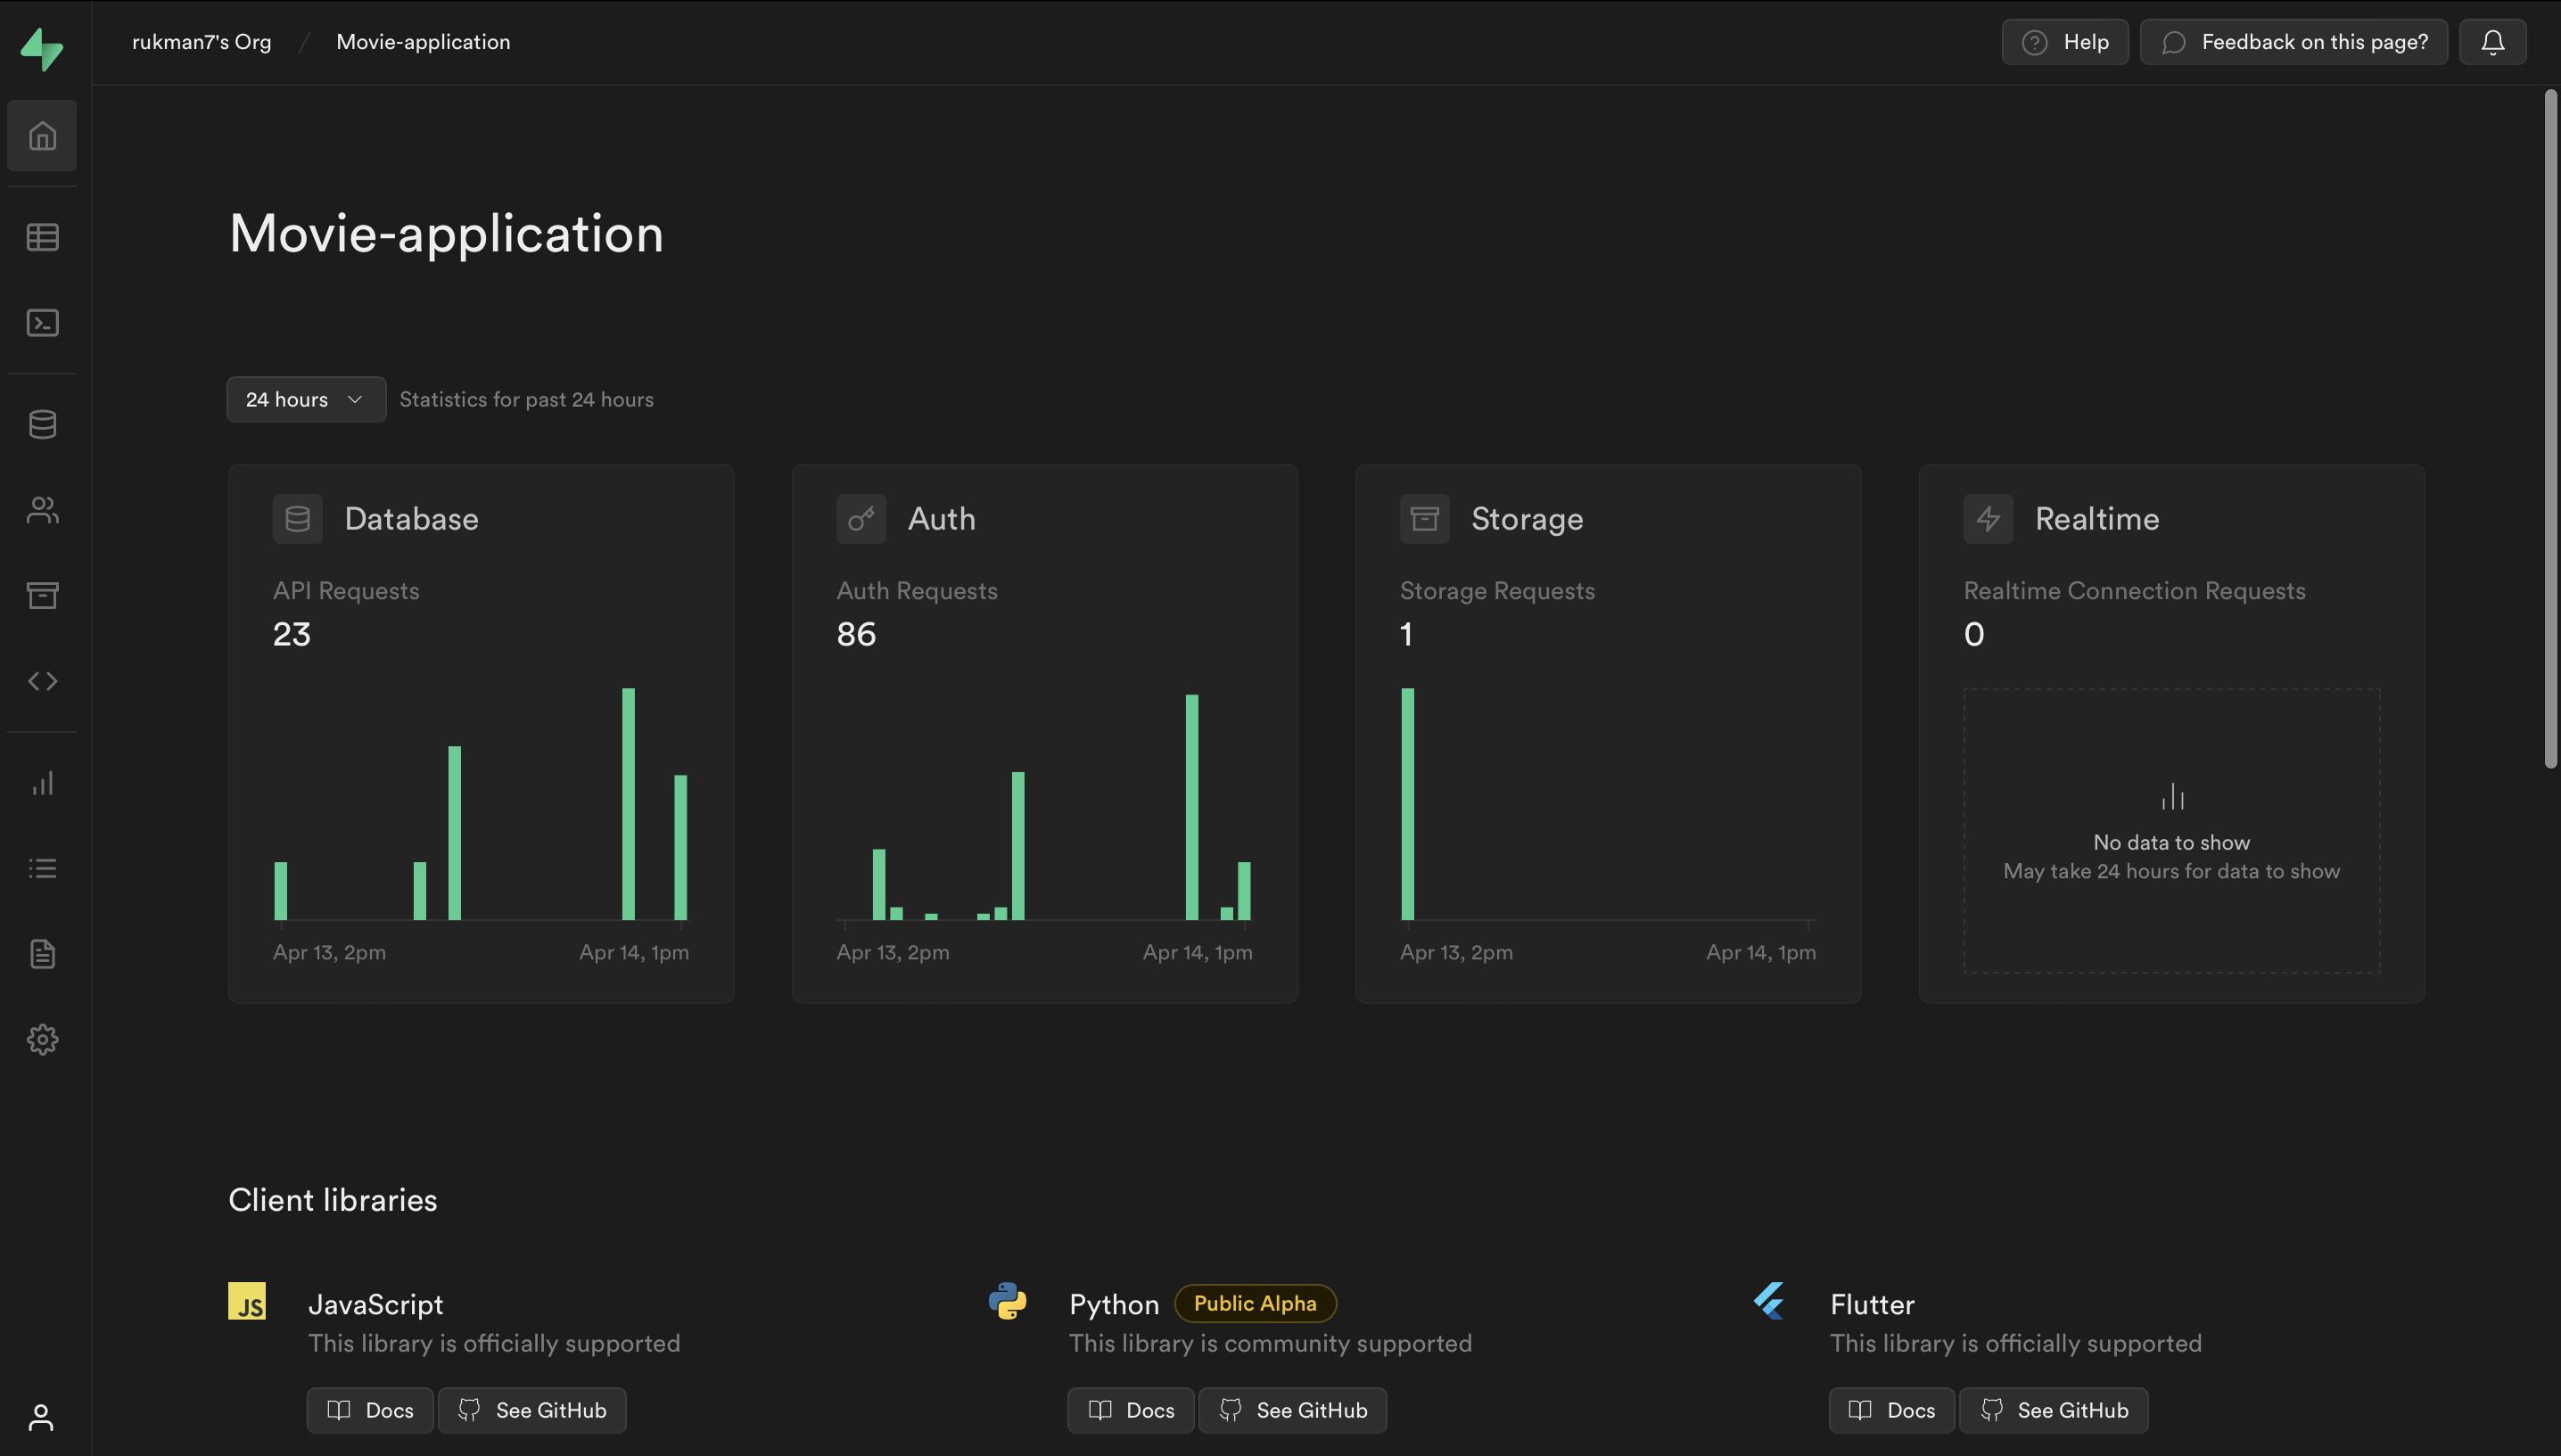 rukman7's Org / Movie-application
Help
Feedback on this page?
Movie-application
24 hours
Statistics for past 24 hours
Database
API Requests
23
Apr 13, 2pm
Apr 14, 1pm
Auth
Auth Requests
86
Apr 13, 2pm
Apr 14, 1pm
Storage
Storage Requests
1
Apr 13, 2pm
Apr 14, 1pm
Realtime
Realtime Connection Requests
0
No data to show
May take 24 hours for data to show
Client libraries
JS
JavaScript
This library is officially supported
Docs
See GitHub
Python
Public Alpha
This library is community supported
Docs
See GitHub
Flutter
This library is officially supported
Docs
See GitHub